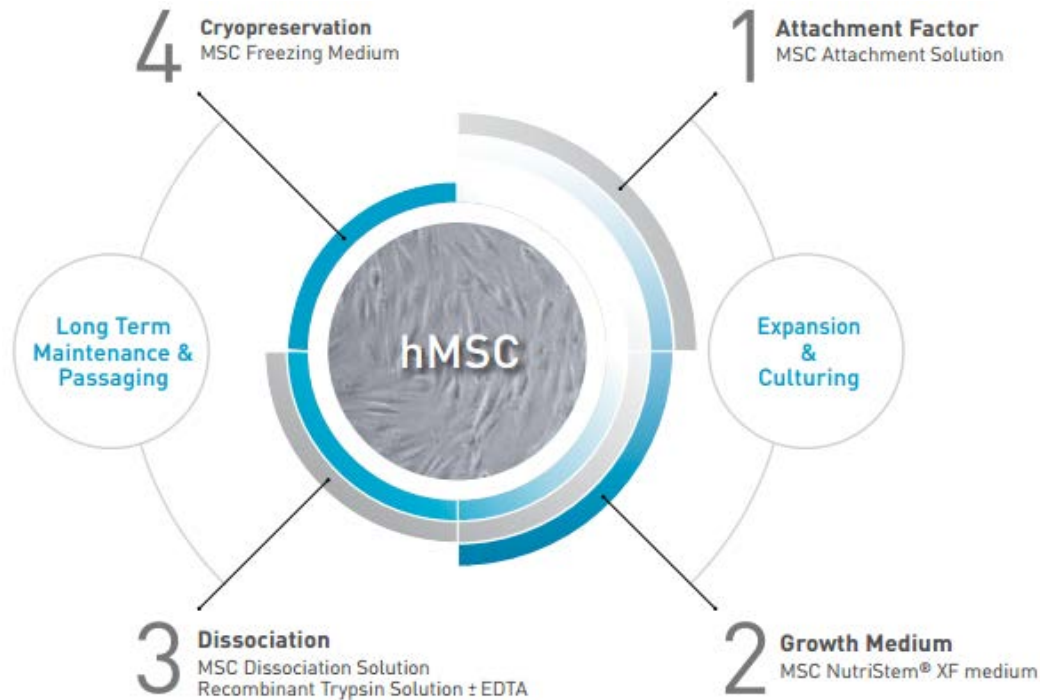 4
Cryopreservation
MSC Freezing Medium
1
Attachment Factor
MSC Attachment Solution
Long Term
Maintenance &
Passaging
hMSC
Expansion
&
Culturing
3
Dissociation
MSC Dissociation Solution
Recombinant Trypsin Solution ± EDTA
2
Growth Medium
MSC NutriStem® XF medium